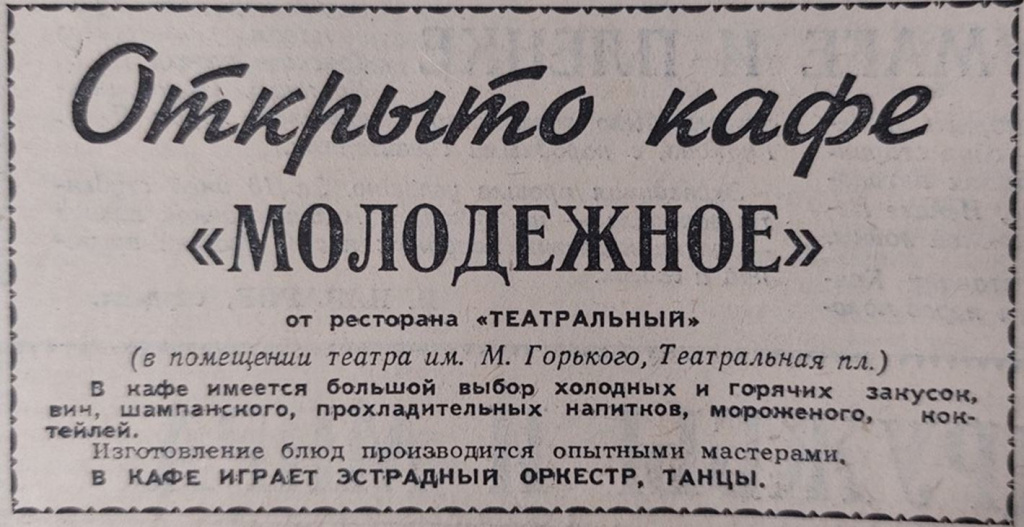 Открыто кафе
«МОЛОДЕЖНОЕ»
от ресторана «ТЕАТРАЛЬНЫЙ»
(в помещении театра им. М. Горького, Театральная пл.)
В кафе имеется большой выбор холодных и горячих закусок,
вин, шампанского, прохладительных напитков, мороженого, кок-
тейлей.
Изготовление блюд производится опытными мастерами.
В КАФЕ ИГРАЕТ ЭСТРАДНЫЙ ОРКЕСТР, ТАНЦЫ.